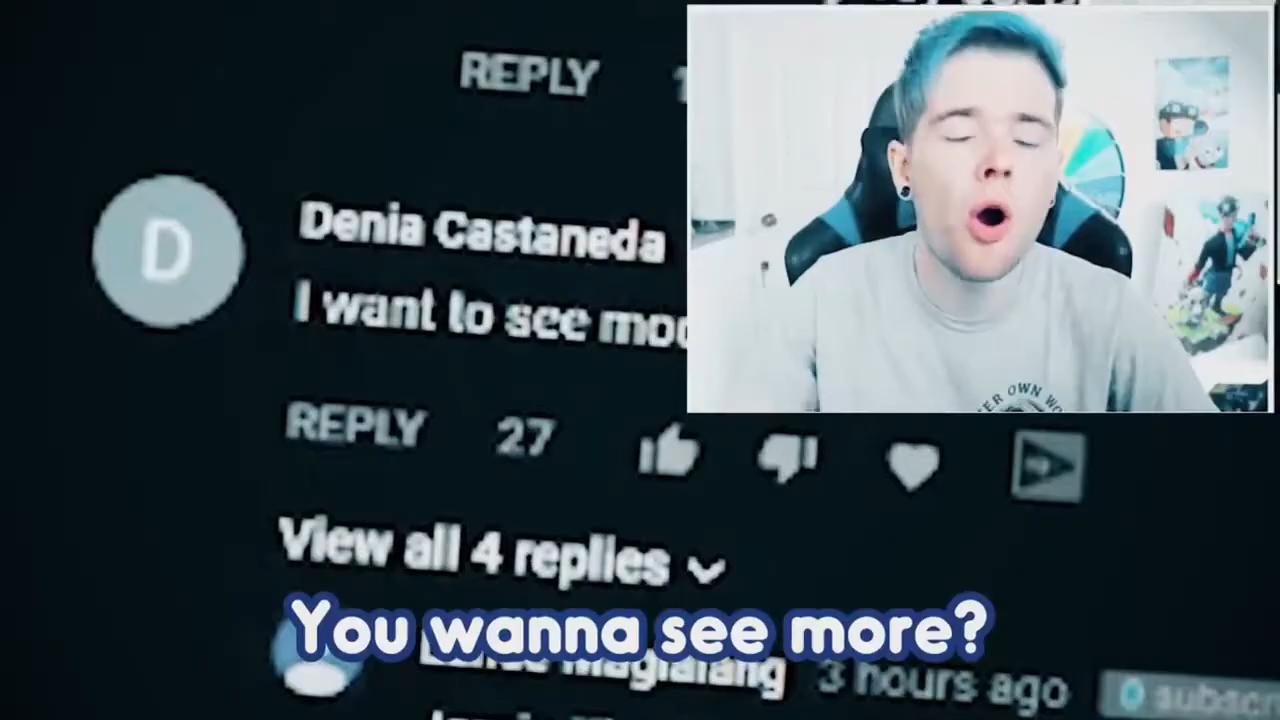 REPLY
Denia Castaneda
I want to see
REPLY 27
View all 4 replies
You wanna see more?
3 hours ago
OWN